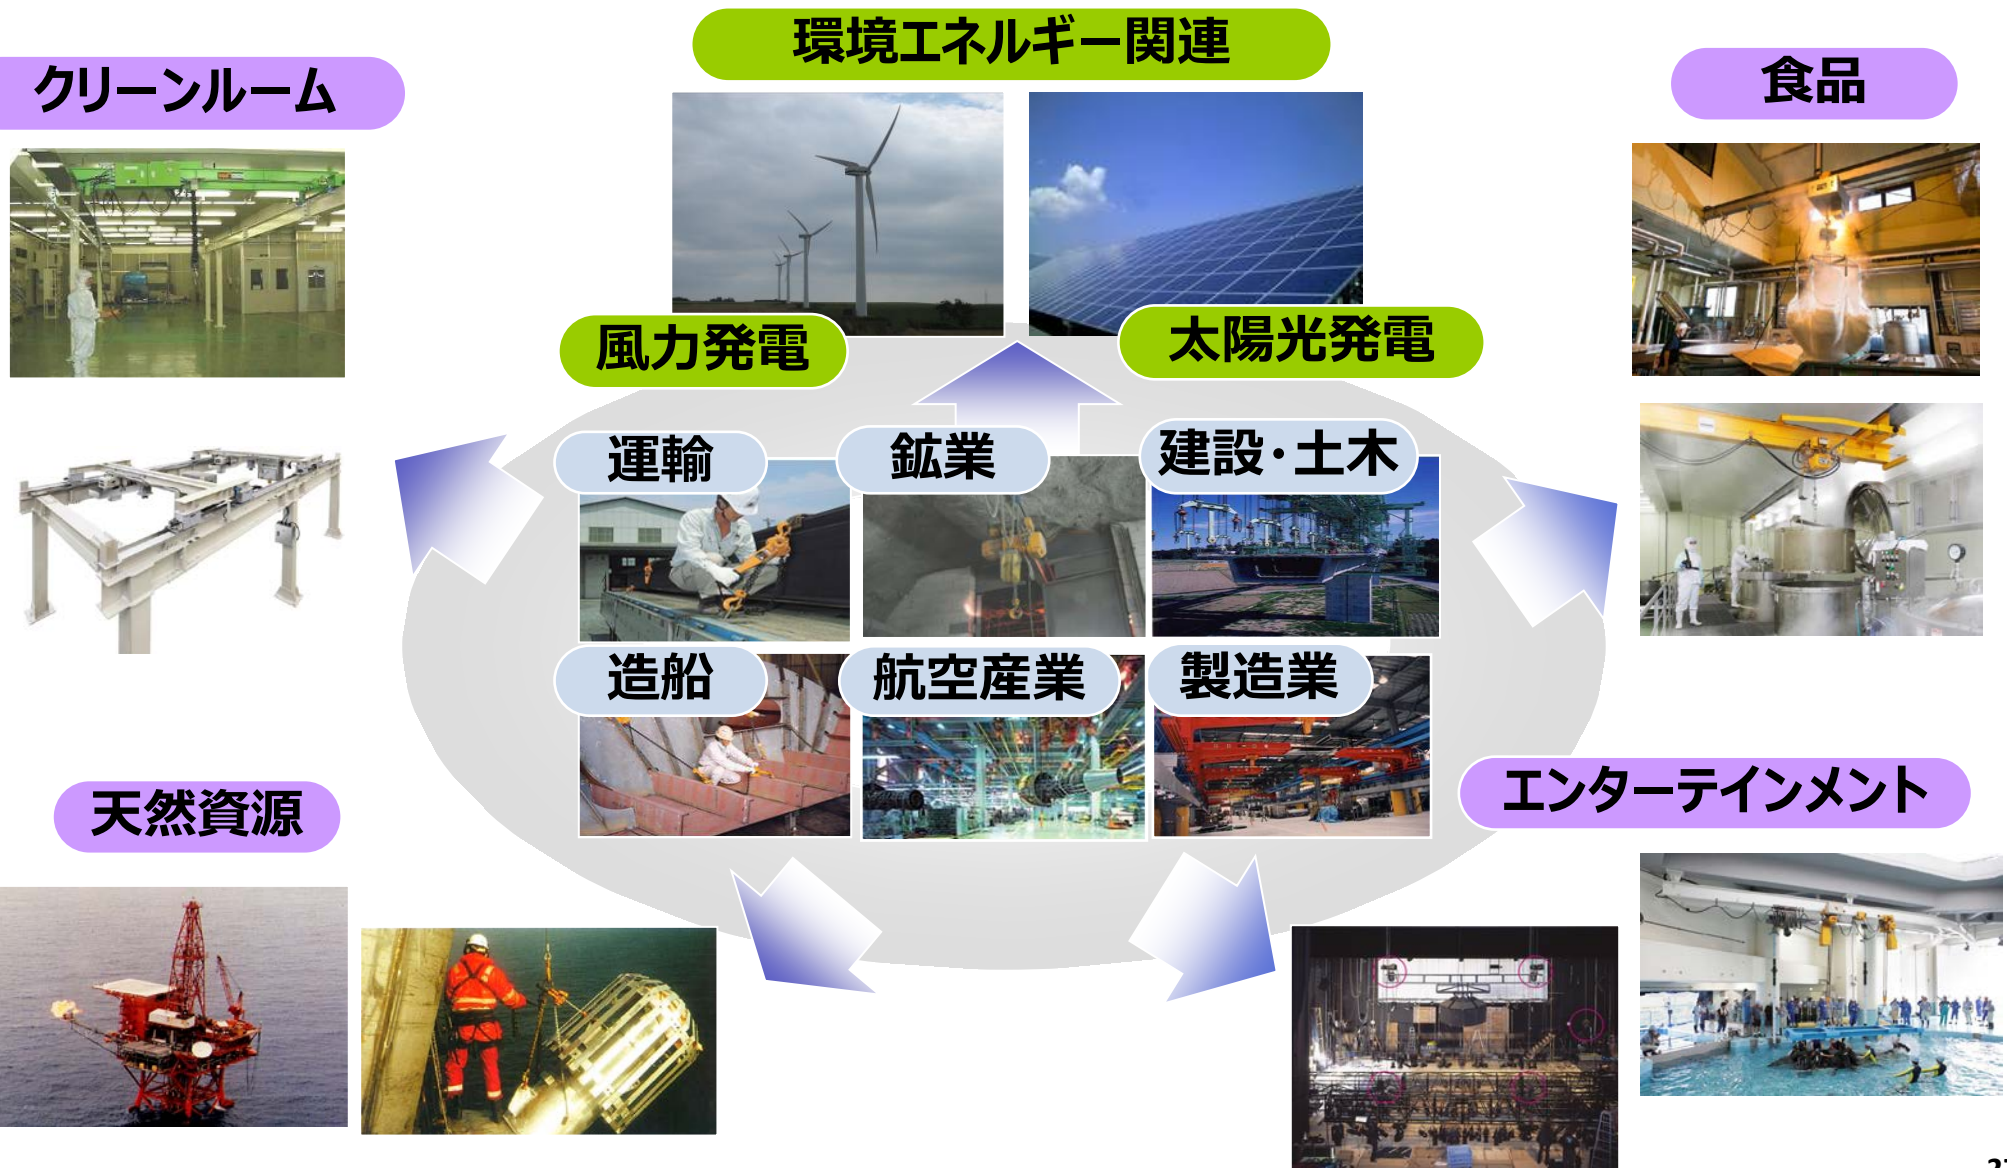 環境エネルギー関連
クリーンルーム
食品
風力発電
太陽光発電
運輸
鉱業
建設・土木
造船
航空産業
製造業
天然資源
エンターテインメント